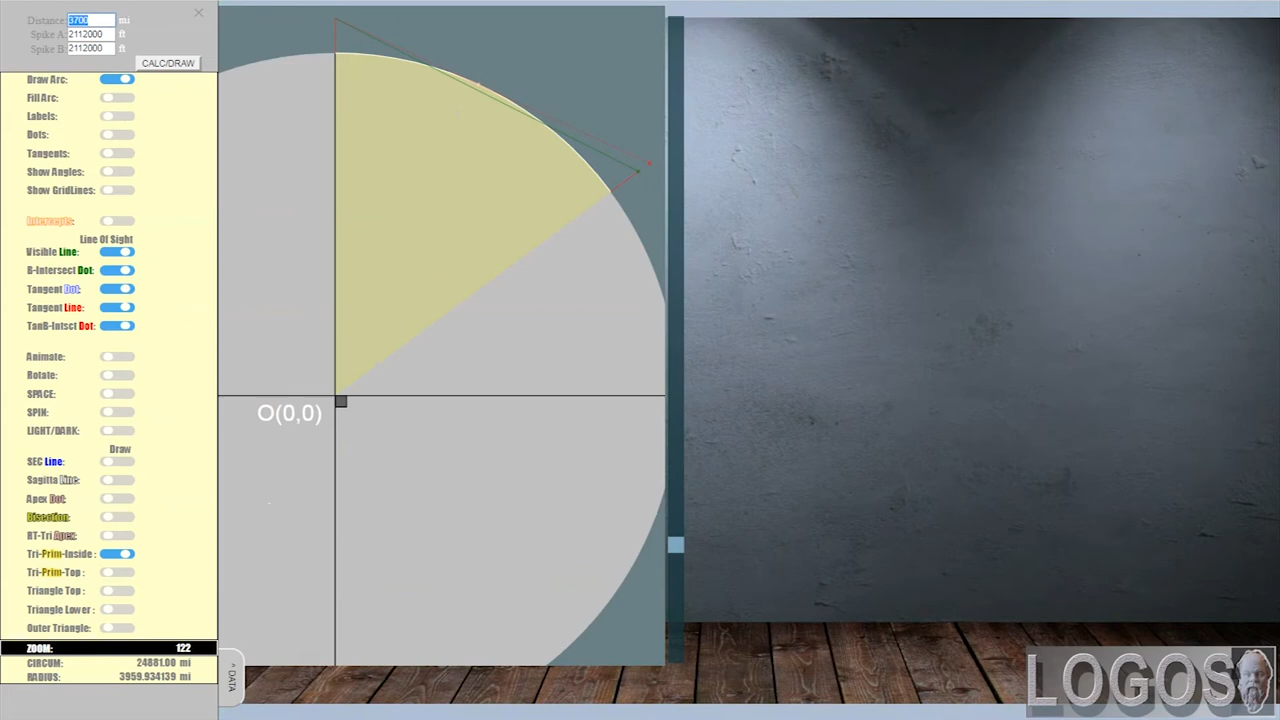 Distance: 3700 mi
Spike A: 2112000 ft
Spike B: 2112000 ft
CALC/DRAW
Draw Arc:
Fill Arc:
Labels:
Dots:
Tangents:
Show Angles:
Show GridLines:
Intercepts:
Line Of Sight
Visible Line:
B-Intersect Dot:
Tangent Dot:
Tangent Line:
TanB-Intsct Dot:
Animate:
Rotate:
SPACE:
SPIN:
LIGHT/DARK:
Draw
SEC Line:
Sagitta Line:
Apex Dot:
Bisection:
RT-Tri Apex:
Tri-Prim-Inside :
Tri-Prim-Top :
Triangle Top :
Triangle Lower :
Outer Triangle:
ZOOM: 122
CIRCUM: 24881.00 mi
RADIUS: 3959.934139 mi
^ DATA
O(0,0)
LOGOS